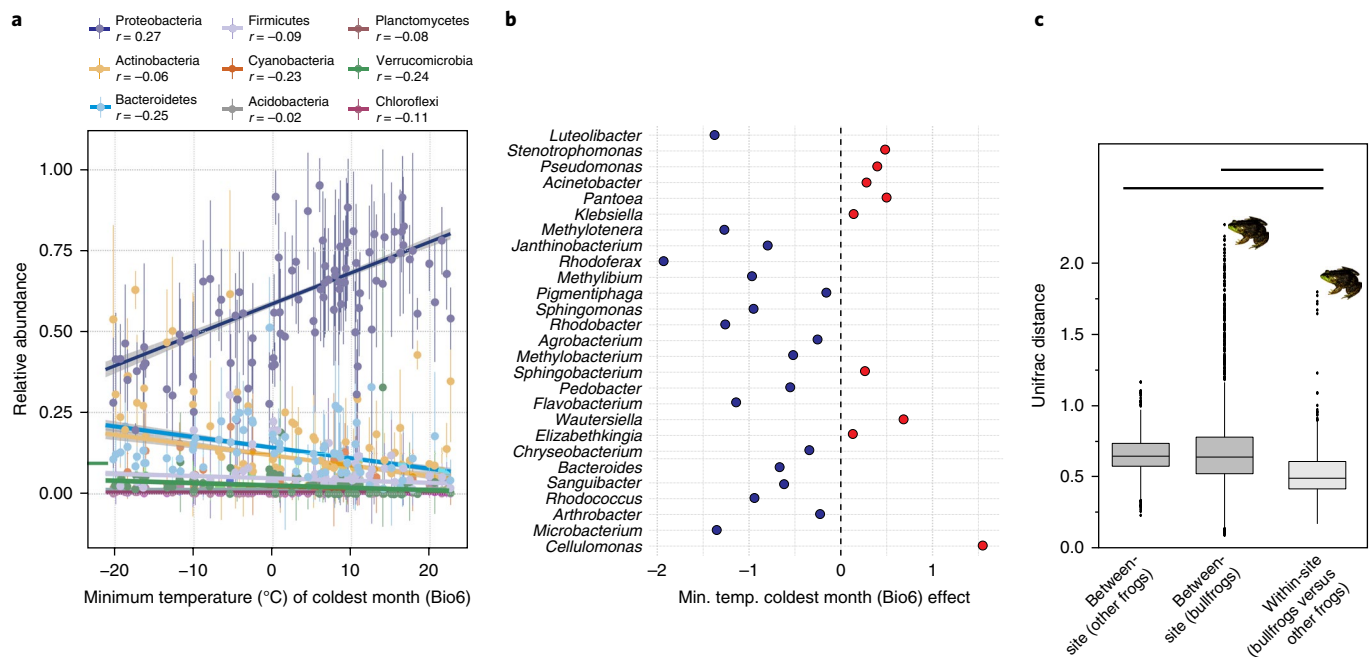 a
Proteobacteria
r = 0.27
Firmicutes
r = –0.09
Planctomycetes
r = –0.08
Actinobacteria
r = –0.06
Cyanobacteria
r = –0.23
Verrucomicrobia
r = –0.24
Bacteroidetes
r = –0.25
Acidobacteria
r = –0.02
Chloroflexi
r = –0.11
Relative abundance
1.00
0.75
0.50
0.25
0.00
–20
–10
0
10
20
Minimum temperature (°C) of coldest month (Bio6)
b
Luteolibacter
Stenotrophomonas
Pseudomonas
Acinetobacter
Pantoea
Klebsiella
Methylotenera
Janthinobacterium
Rhodoferax
Methylibium
Pigmentiphaga
Sphingomonas
Rhodobacter
Agrobacterium
Methylobacterium
Sphingobacterium
Pedobacter
Flavobacterium
Wautersiella
Elizabethkingia
Chryseobacterium
Bacteroides
Sanguibacter
Rhodococcus
Arthrobacter
Microbacterium
Cellulomonas
–2
–1
0
1
Min. temp. coldest month (Bio6) effect
c
Unifrac distance
2.0
1.5
1.0
0.5
0.0
Between-
site (other frogs)
Between-
site (bullfrogs)
Within-site
(bullfrogs versus
other frogs)